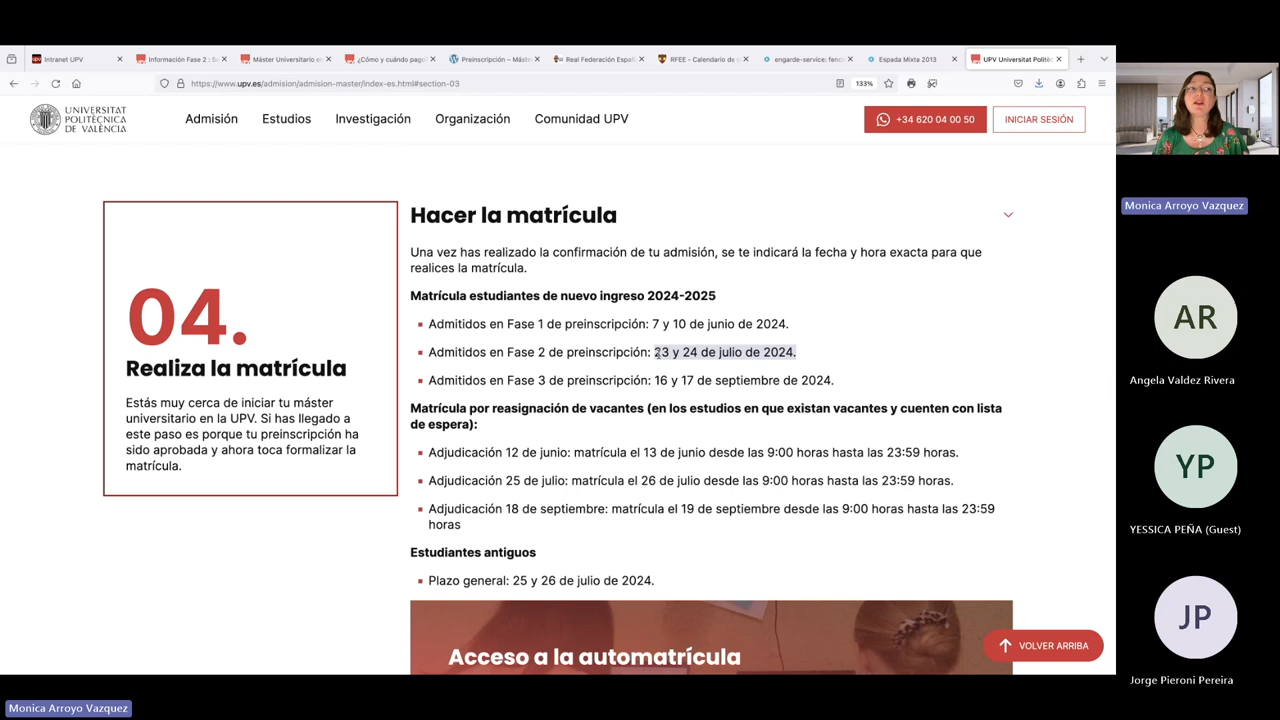 Intranet UPV
Información Fase 2 : S
Máster Universitario e
¿Cómo y cuándo pago
Preinscripción – Máste
Real Federación Españ
RFEE - Calendario de
engarde-service: fenc
Espada Mixta 2013
UPV Universitat Politèc
https://www.upv.es/admision/admision-master/index-es.html#section-03
133%
UNIVERSITAT
POLITÈCNICA
DE VALÈNCIA
Admisión
Estudios
Investigación
Organización
Comunidad UPV
+34 620 04 00 50
INICIAR SESIÓN
04.
Realiza la matrícula
Estás muy cerca de iniciar tu máster
universitario en la UPV. Si has llegado a
este paso es porque tu preinscripción ha
sido aprobada y ahora toca formalizar la
matrícula.
Hacer la matrícula
Una vez has realizado la confirmación de tu admisión, se te indicará la fecha y hora exacta para que
realices la matrícula.
Matrícula estudiantes de nuevo ingreso 2024-2025
Admitidos en Fase 1 de preinscripción: 7 y 10 de junio de 2024.
Admitidos en Fase 2 de preinscripción: 23 y 24 de julio de 2024.
Admitidos en Fase 3 de preinscripción: 16 y 17 de septiembre de 2024.
Matrícula por reasignación de vacantes (en los estudios en que existan vacantes y cuenten con lista
de espera):
Adjudicación 12 de junio: matrícula el 13 de junio desde las 9:00 horas hasta las 23:59 horas.
Adjudicación 25 de julio: matrícula el 26 de julio desde las 9:00 horas hasta las 23:59 horas.
Adjudicación 18 de septiembre: matrícula el 19 de septiembre desde las 9:00 horas hasta las 23:59
horas
Estudiantes antiguos
Plazo general: 25 y 26 de julio de 2024.
Acceso a la automatrícula
VOLVER ARRIBA
Monica Arroyo Vazquez
AR
Angela Valdez Rivera
YP
YESSICA PEÑA (Guest)
JP
Jorge Pieroni Pereira
Monica Arroyo Vazquez